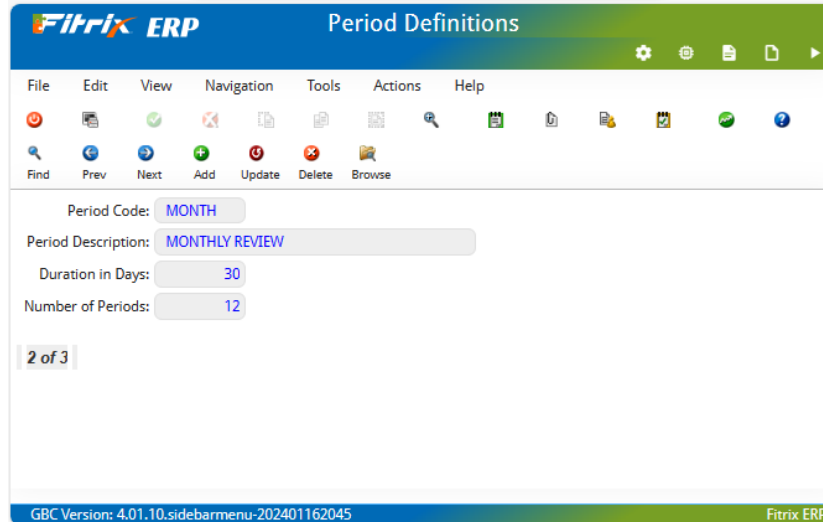 Fitrix ERP
Period Definitions
File Edit View Navigation Tools Actions Help
Find Prev Next Add Update Delete Browse
Period Code: MONTH
Period Description: MONTHLY REVIEW
Duration in Days: 30
Number of Periods: 12
2 of 3
GBC Version: 4.01.10.sidebarmenu-202401162045 Fitrix ERP